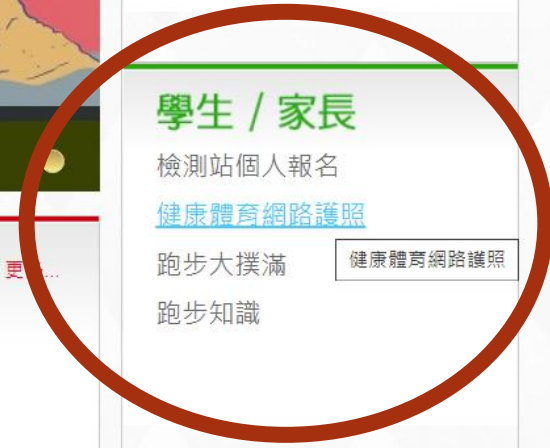 學生 / 家長
檢測站個人報名
健康體育網路護照
跑步大撲滿
健康體育網路護照
跑步知識
更